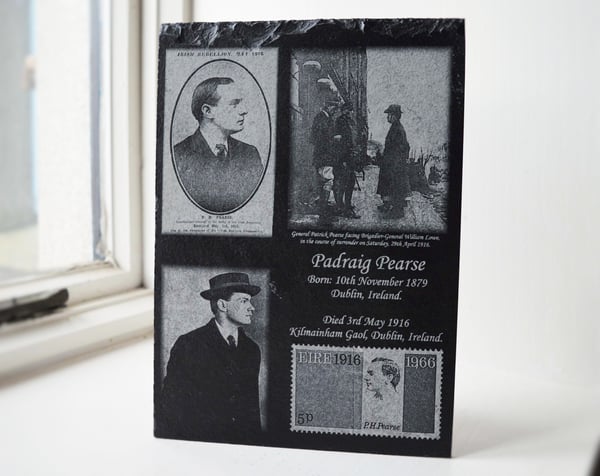 IRISH REBELLION, MAY 1916
P. H. PEARSE
General Patrick Pearse facing Brigadier-General William Lowe,
in the course of surrender on Saturday, 29th April 1916.
Padraig Pearse
Born: 10th November 1879
Dublin, Ireland.
Died 3rd May 1916
Kilmainham Gaol, Dublin, Ireland.
EIRE 1916 1966
5p
P.H.Pearse